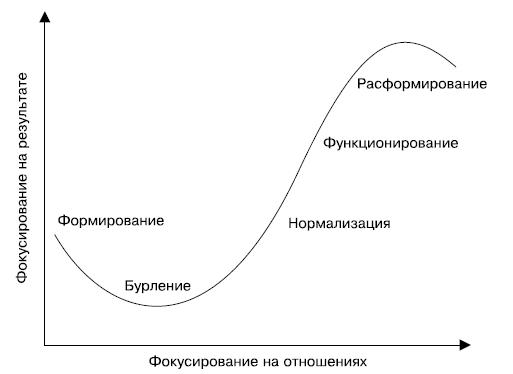 Фокусирование на результате
Расформирование
Функционирование
Формирование
Нормализация
Бурление
Фокусирование на отношениях